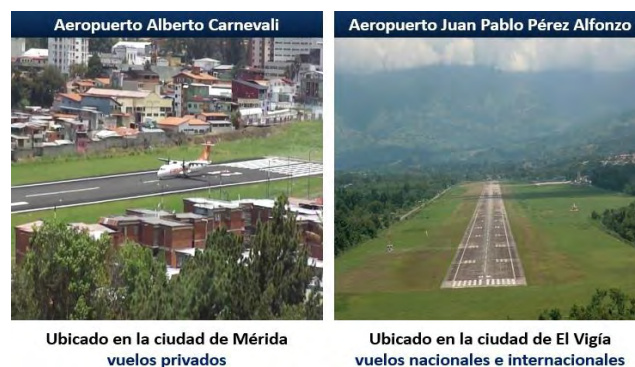 Aeropuerto Alberto Carnevali
Aeropuerto Juan Pablo Pérez Alfonzo
Ubicado en la ciudad de Mérida
vuelos privados
Ubicado en la ciudad de El Vigía
vuelos nacionales e internacionales